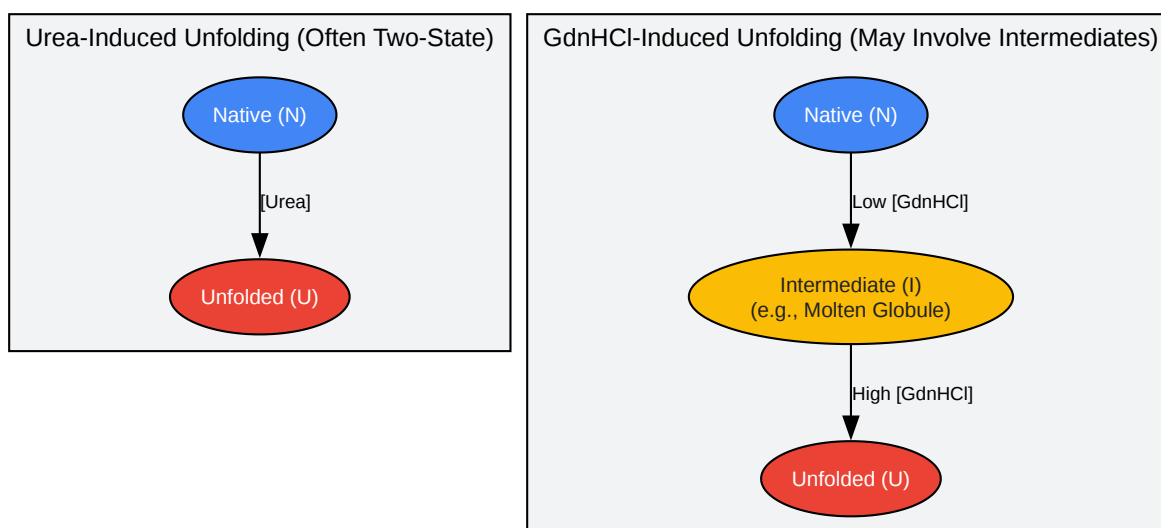 Urea-Induced Unfolding (Often Two-State)
Native (N)
[Urea]
Unfolded (U)
GdnHCl-Induced Unfolding (May Involve Intermediates)
Native (N)
Low [GdnHCl]
Intermediate (I)
(e.g., Molten Globule)
High [GdnHCl]
Unfolded (U)